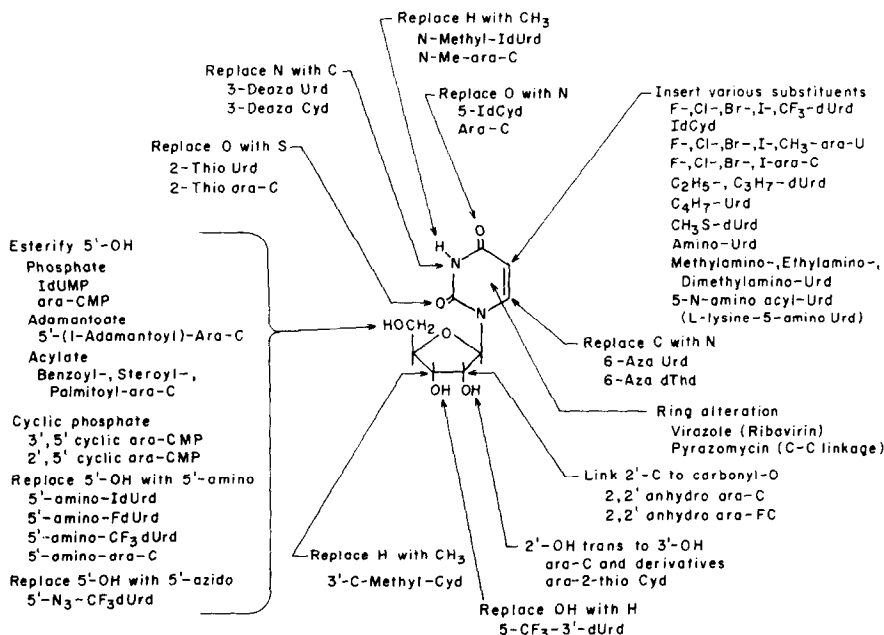 Replace H with CH3
N-Methyl-IdUrd
N-Me-ara-C
Replace N with C
3-Deaza Urd
3-Deaza Cyd
Replace O with N
5-IdCyd
Ara-C
Insert various substituents
F-,Cl-,Br-,I-,CF3-dUrd
IdCyd
F-,Cl-,Br-,I-,CH3-ara-U
F-,Cl-,Br-,I-ara-C
C2H5-, C3H7-dUrd
C4H7-Urd
CH3S-dUrd
Amino-Urd
Methylamino-,Ethylamino-,
Dimethylamino-Urd
5-N-amino acyl-Urd
(L-lysine-5-amino Urd)
Replace O with S
2-Thio Urd
2-Thio ara-C
O
H
N
O
N
HOCH2
O
OH OH
Esterify 5'-OH
Phosphate
IdUMP
ara-CMP
Adamantoate
5'-(1-Adamantoyl)-Ara-C
Acylate
Benzoyl-, Steroyl-,
Palmitoyl-ara-C
Cyclic phosphate
3',5' cyclic ara-CMP
2',5' cyclic ara-CMP
Replace 5'-OH with 5'-amino
5'-amino-IdUrd
5'-amino-FdUrd
5'-amino-CF3dUrd
5'-amino-ara-C
Replace 5'-OH with 5'-azido
5'-N3-CF3dUrd
Replace C with N
6-Aza Urd
6-Aza dThd
Ring alteration
Virazole (Ribavirin)
Pyrazomycin (C-C linkage)
Link 2'-C to carbonyl-O
2,2' anhydro ara-C
2,2' anhydro ara-FC
2'-OH trans to 3'-OH
ara-C and derivatives
ara-2-thio Cyd
Replace H with CH3
3'-C-Methyl-Cyd
Replace OH with H
5-CF3-3'-dUrd